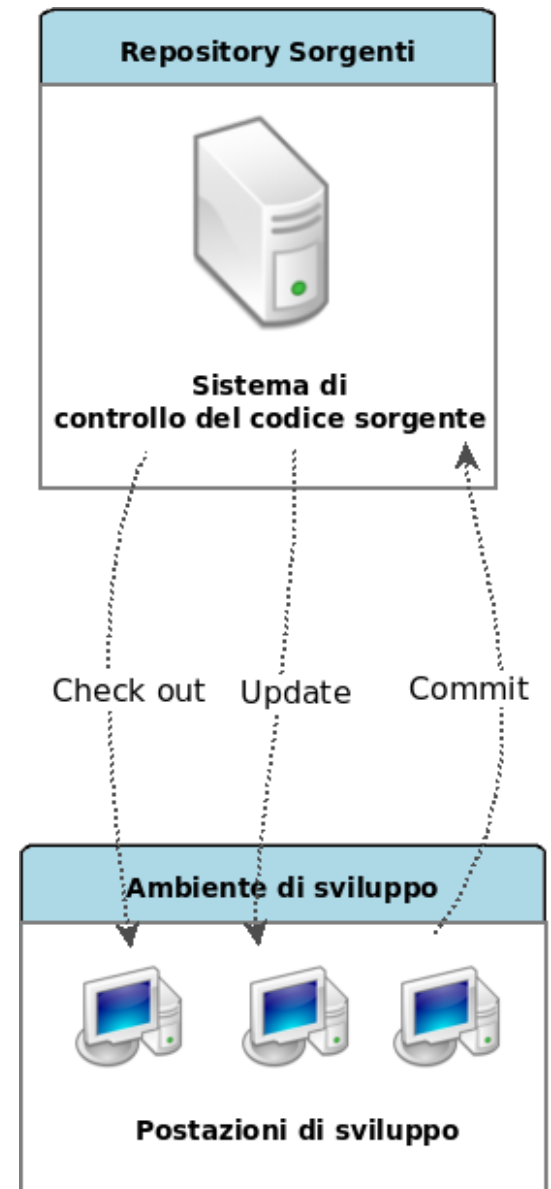 Repository Sorgenti
Sistema di
controllo del codice sorgente
Check out
Update
Commit
Ambiente di sviluppo
Postazioni di sviluppo